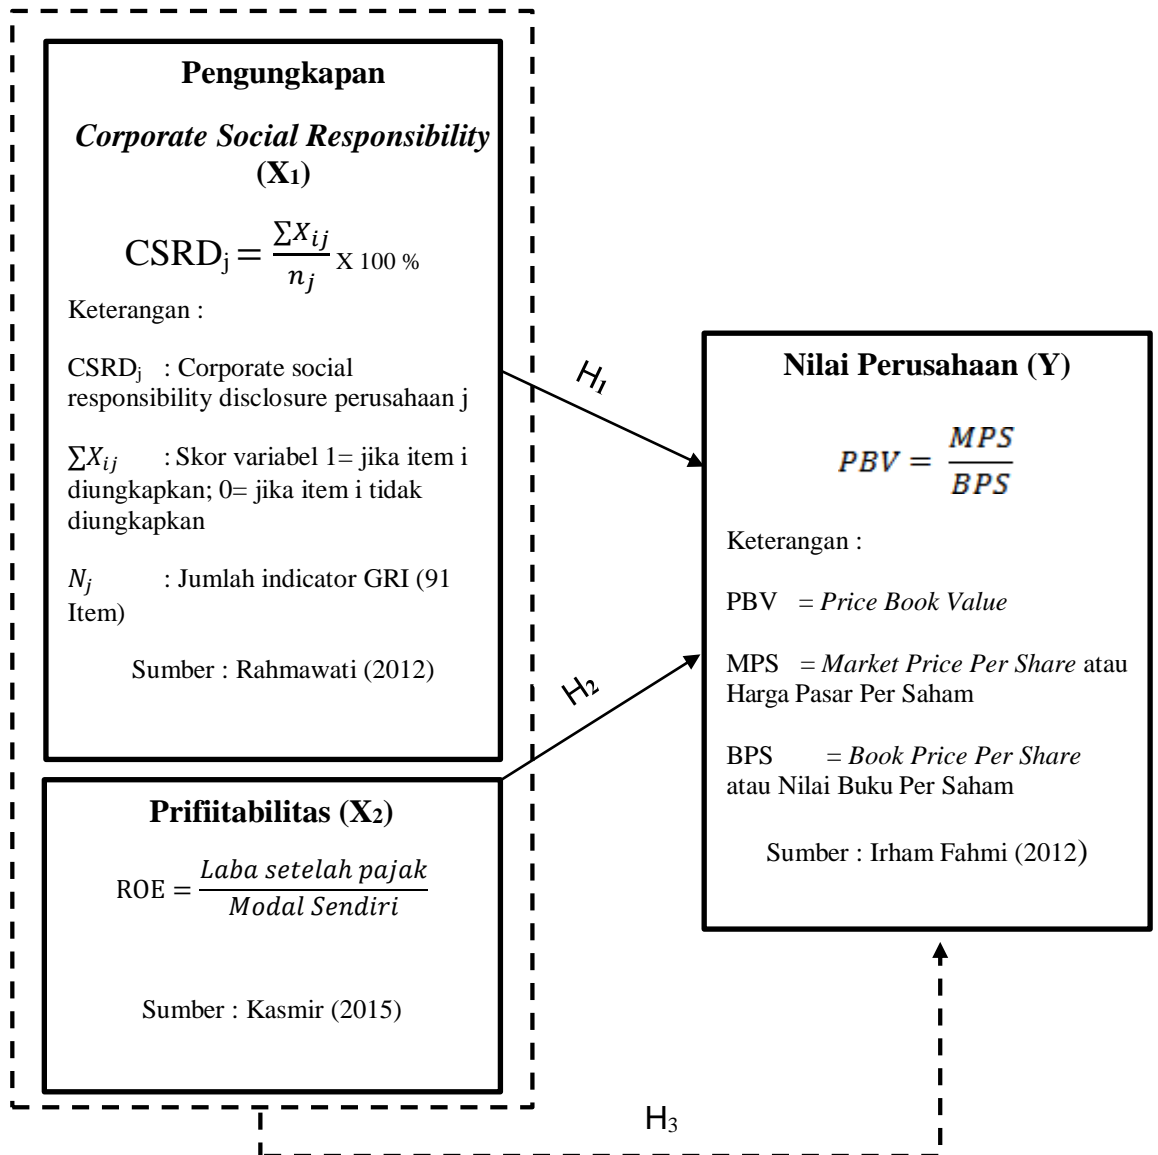 Pengungkapan
Corporate Social Responsibility
(X₁)
CSRDⱼ = ∑Xᵢⱼ / nⱼ X 100 %
Keterangan :
CSRDⱼ : Corporate social
responsibility disclosure perusahaan j
∑Xᵢⱼ : Skor variabel 1= jika item i
diungkapkan; 0= jika item i tidak
diungkapkan
Nⱼ : Jumlah indicator GRI (91
Item)
Sumber : Rahmawati (2012)
Prifiitabilitas (X₂)
ROE = Laba setelah pajak / Modal Sendiri
Sumber : Kasmir (2015)
H₁
H₂
Nilai Perusahaan (Y)
PBV = MPS / BPS
Keterangan :
PBV = Price Book Value
MPS = Market Price Per Share atau
Harga Pasar Per Saham
BPS = Book Price Per Share
atau Nilai Buku Per Saham
Sumber : Irham Fahmi (2012)
H₃